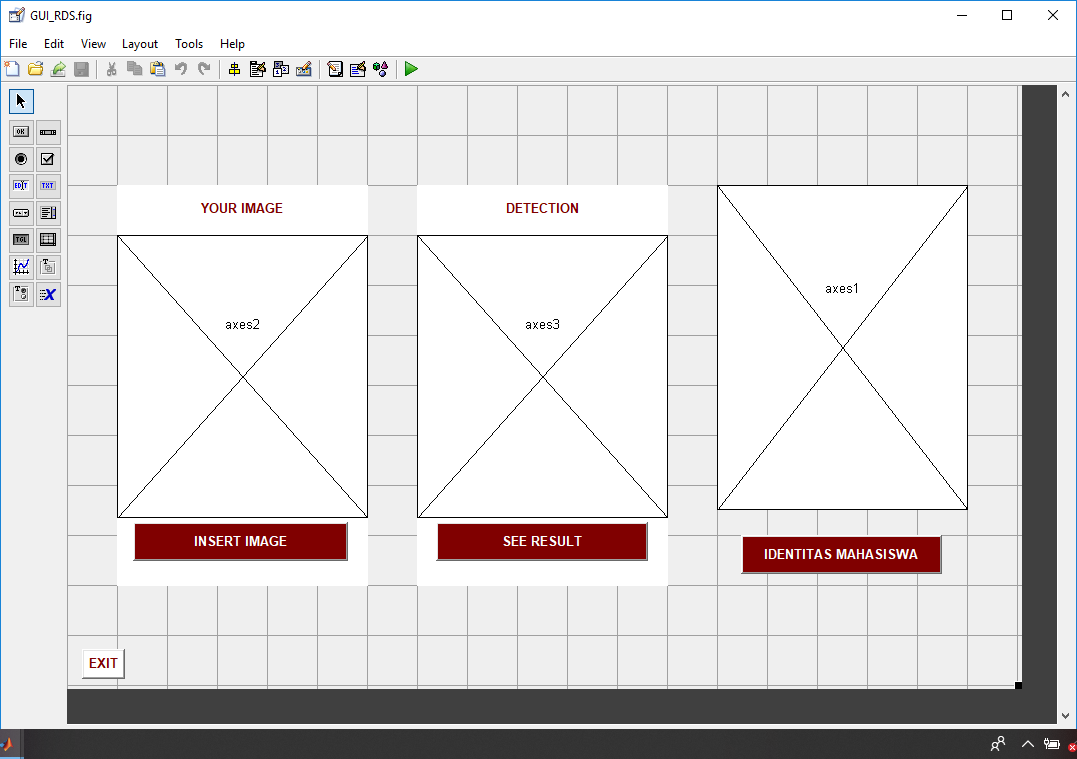 GUI_RDS.fig
File Edit View Layout Tools Help
OK
EDIT TXT
TGL
YOUR IMAGE
DETECTION
axes1
axes2
axes3
INSERT IMAGE
SEE RESULT
IDENTITAS MAHASISWA
EXIT